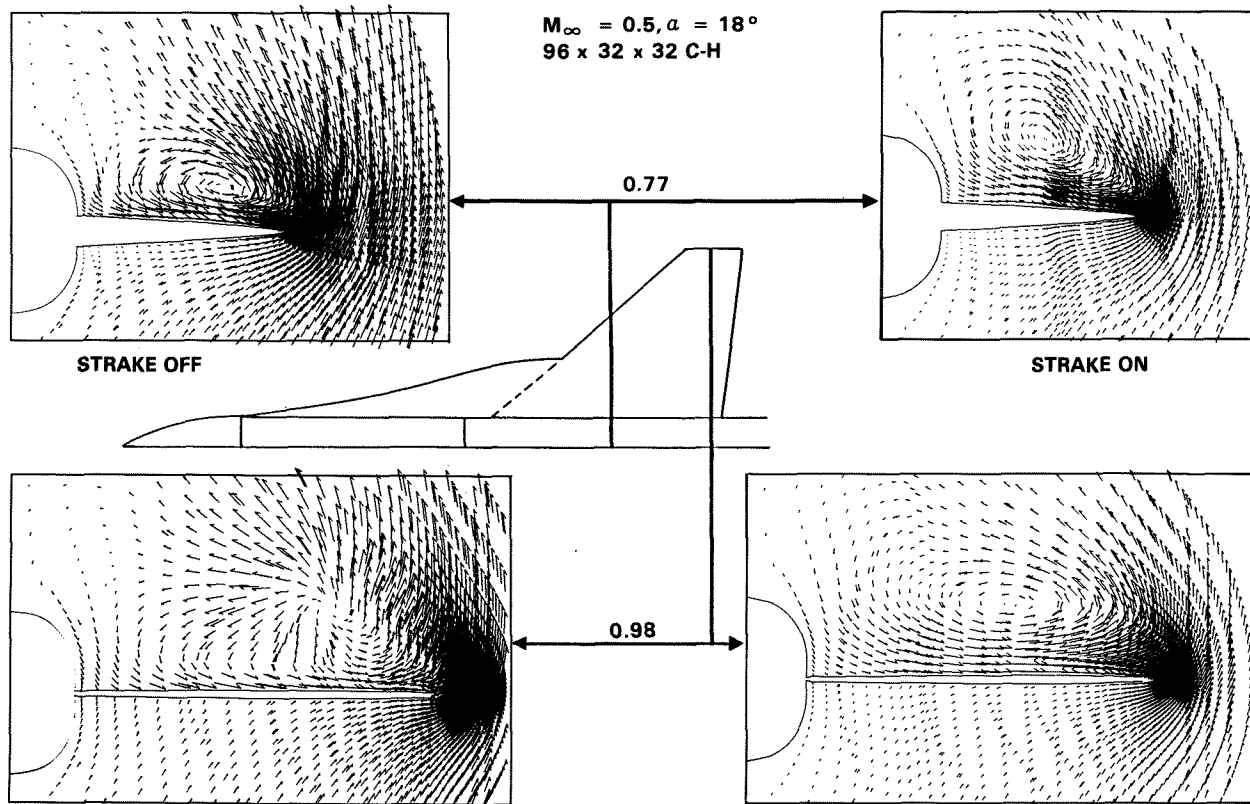 M∞ = 0.5, α = 18°
96 x 32 x 32 C-H
0.77
STRAKE OFF
STRAKE ON
0.98